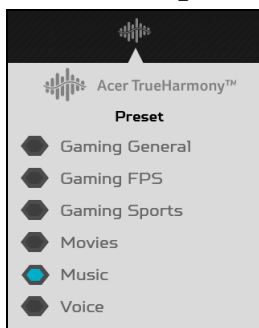 Acer TrueHarmony™
Preset
Gaming General
Gaming FPS
Gaming Sports
Movies
Music
Voice